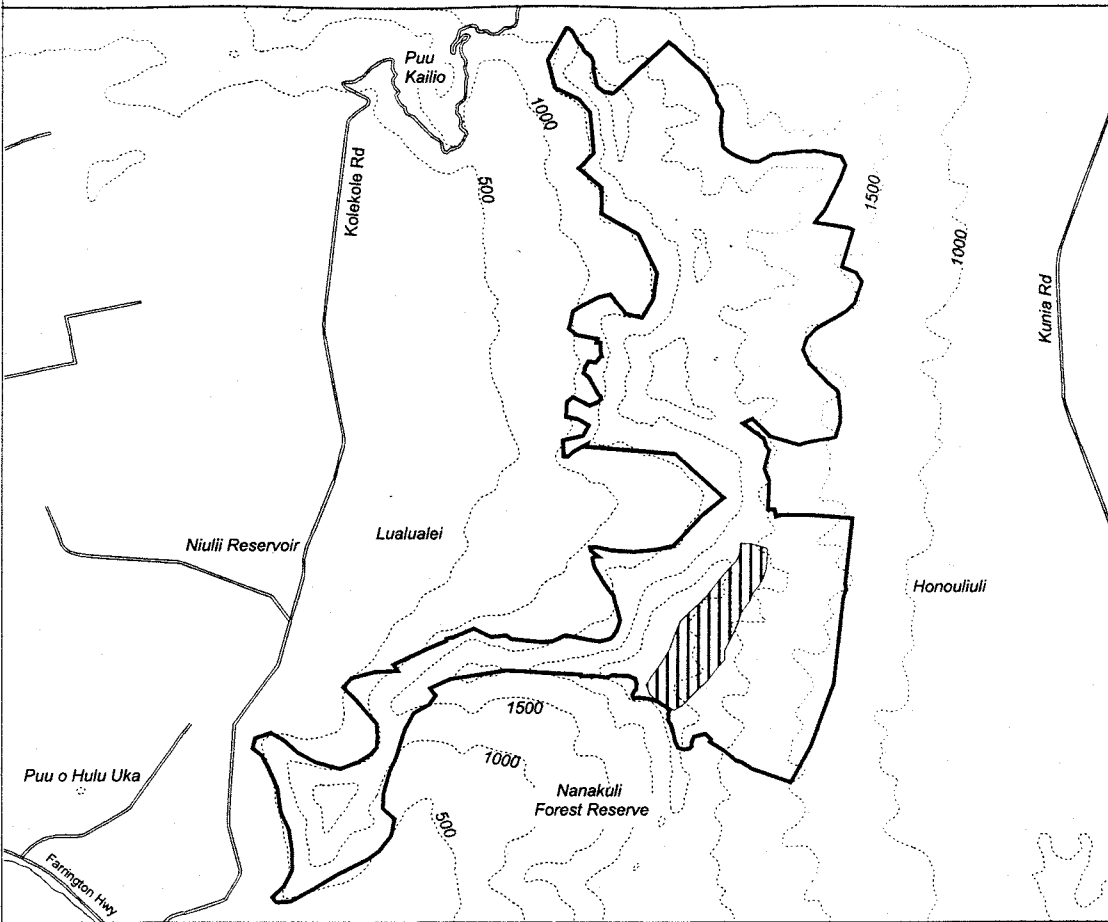 Puu
Kailio
1000
Kolekole Rd
500
1500
1000
Kunia Rd
Niulii Reservoir
Lualualei
Honouliuli
1500
1000
Puu o Hulu Uka
Nanakuli
Forest Reserve
500
Farrington Hwy